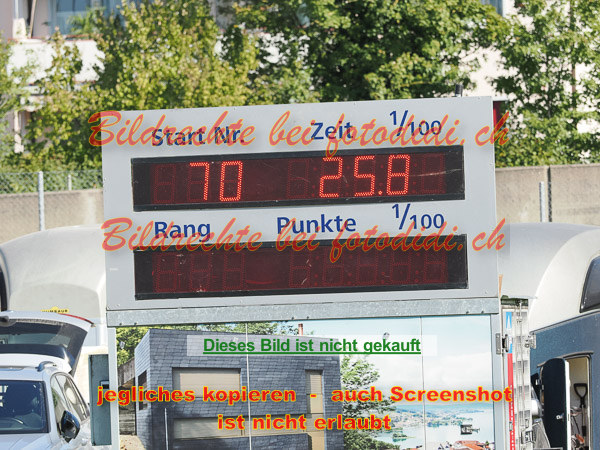 Bildrechte bei fotodidi.ch
Start Nr. Zeit 1/100
70 25.8
Rang Punkte 1/100
Bildrechte bei fotodidi.ch
Dieses Bild ist nicht gekauft
jegliches kopieren - auch Screenshot
ist nicht erlaubt